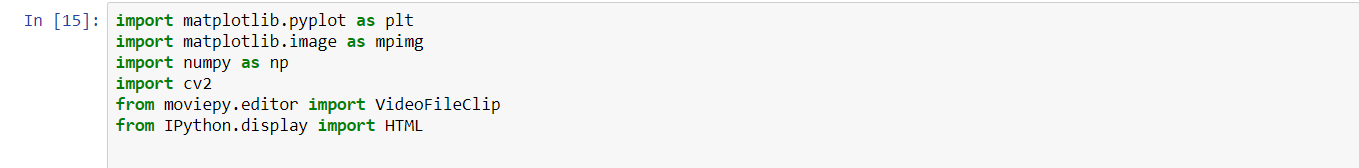 In [15]: import matplotlib.pyplot as plt
import matplotlib.image as mpimg
import numpy as np
import cv2
from moviepy.editor import VideoFileClip
from IPython.display import HTML